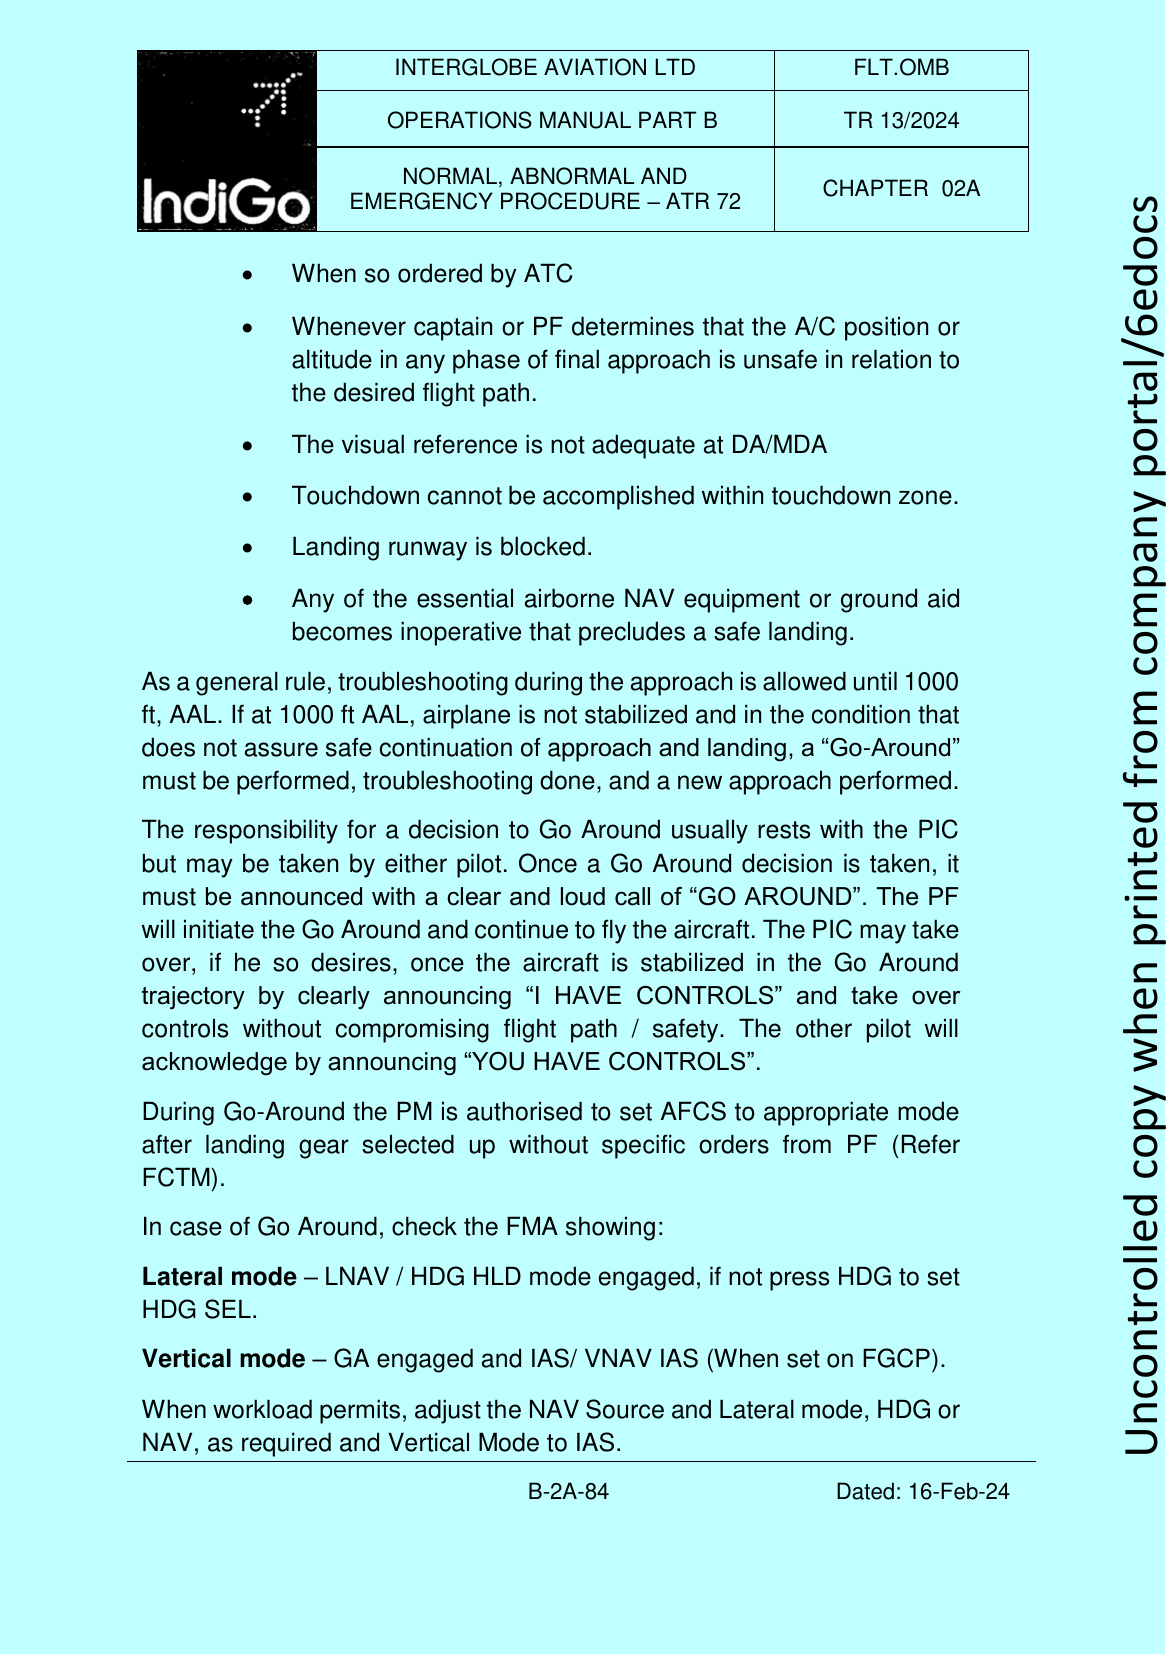 INTERGLOBE AVIATION LTD
FLT.OMB
OPERATIONS MANUAL PART B
TR 13/2024
IndiGo
NORMAL, ABNORMAL AND
EMERGENCY PROCEDURE – ATR 72
CHAPTER 02A
• When so ordered by ATC
• Whenever captain or PF determines that the A/C position or
altitude in any phase of final approach is unsafe in relation to
the desired flight path.
• The visual reference is not adequate at DA/MDA
• Touchdown cannot be accomplished within touchdown zone.
• Landing runway is blocked.
• Any of the essential airborne NAV equipment or ground aid
becomes inoperative that precludes a safe landing.
As a general rule, troubleshooting during the approach is allowed until 1000
ft, AAL. If at 1000 ft AAL, airplane is not stabilized and in the condition that
does not assure safe continuation of approach and landing, a “Go-Around”
must be performed, troubleshooting done, and a new approach performed.
The responsibility for a decision to Go Around usually rests with the PIC
but may be taken by either pilot. Once a Go Around decision is taken, it
must be announced with a clear and loud call of “GO AROUND”. The PF
will initiate the Go Around and continue to fly the aircraft. The PIC may take
over, if he so desires, once the aircraft is stabilized in the Go Around
trajectory by clearly announcing “I HAVE CONTROLS” and take over
controls without compromising flight path / safety. The other pilot will
acknowledge by announcing “YOU HAVE CONTROLS”.
During Go-Around the PM is authorised to set AFCS to appropriate mode
after landing gear selected up without specific orders from PF (Refer
FCTM).
In case of Go Around, check the FMA showing:
Lateral mode – LNAV / HDG HLD mode engaged, if not press HDG to set
HDG SEL.
Vertical mode – GA engaged and IAS/ VNAV IAS (When set on FGCP).
When workload permits, adjust the NAV Source and Lateral mode, HDG or
NAV, as required and Vertical Mode to IAS.
B-2A-84
Dated: 16-Feb-24
Uncontrolled copy when printed from company portal/6edocs